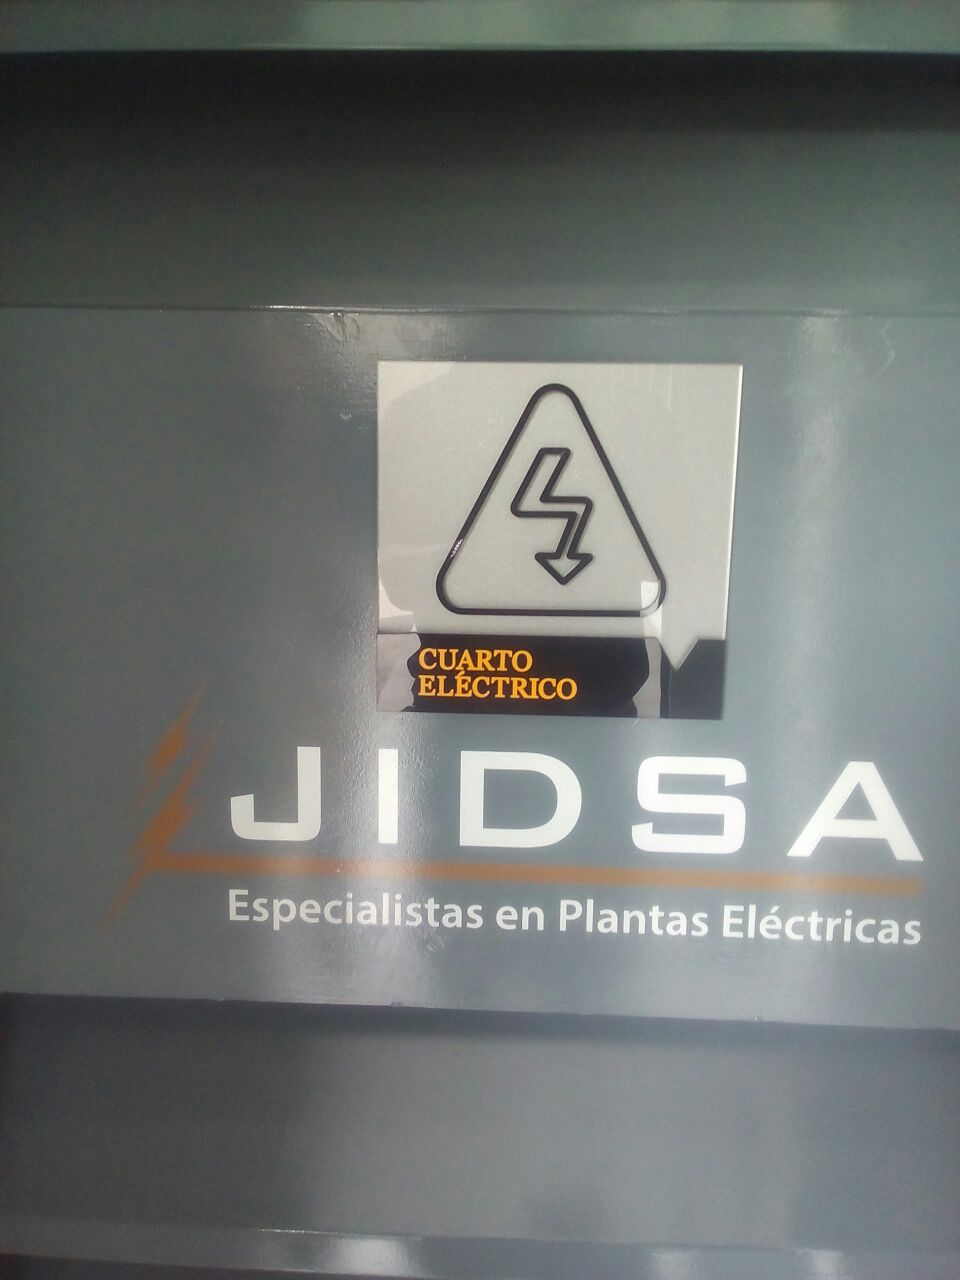 CUARTO
ELÉCTRICO
JIDSA
Especialistas en Plantas Eléctricas